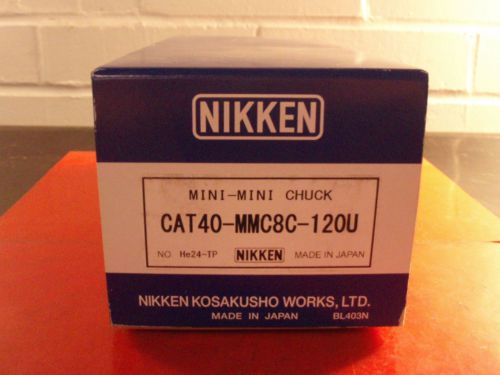 NIKKEN
MINI-MINI CHUCK
CAT40-MMC8C-120U
NO. He24-TP NIKKEN MADE IN JAPAN
NIKKEN KOSAKUSHO WORKS, LTD.
MADE IN JAPAN BL403N